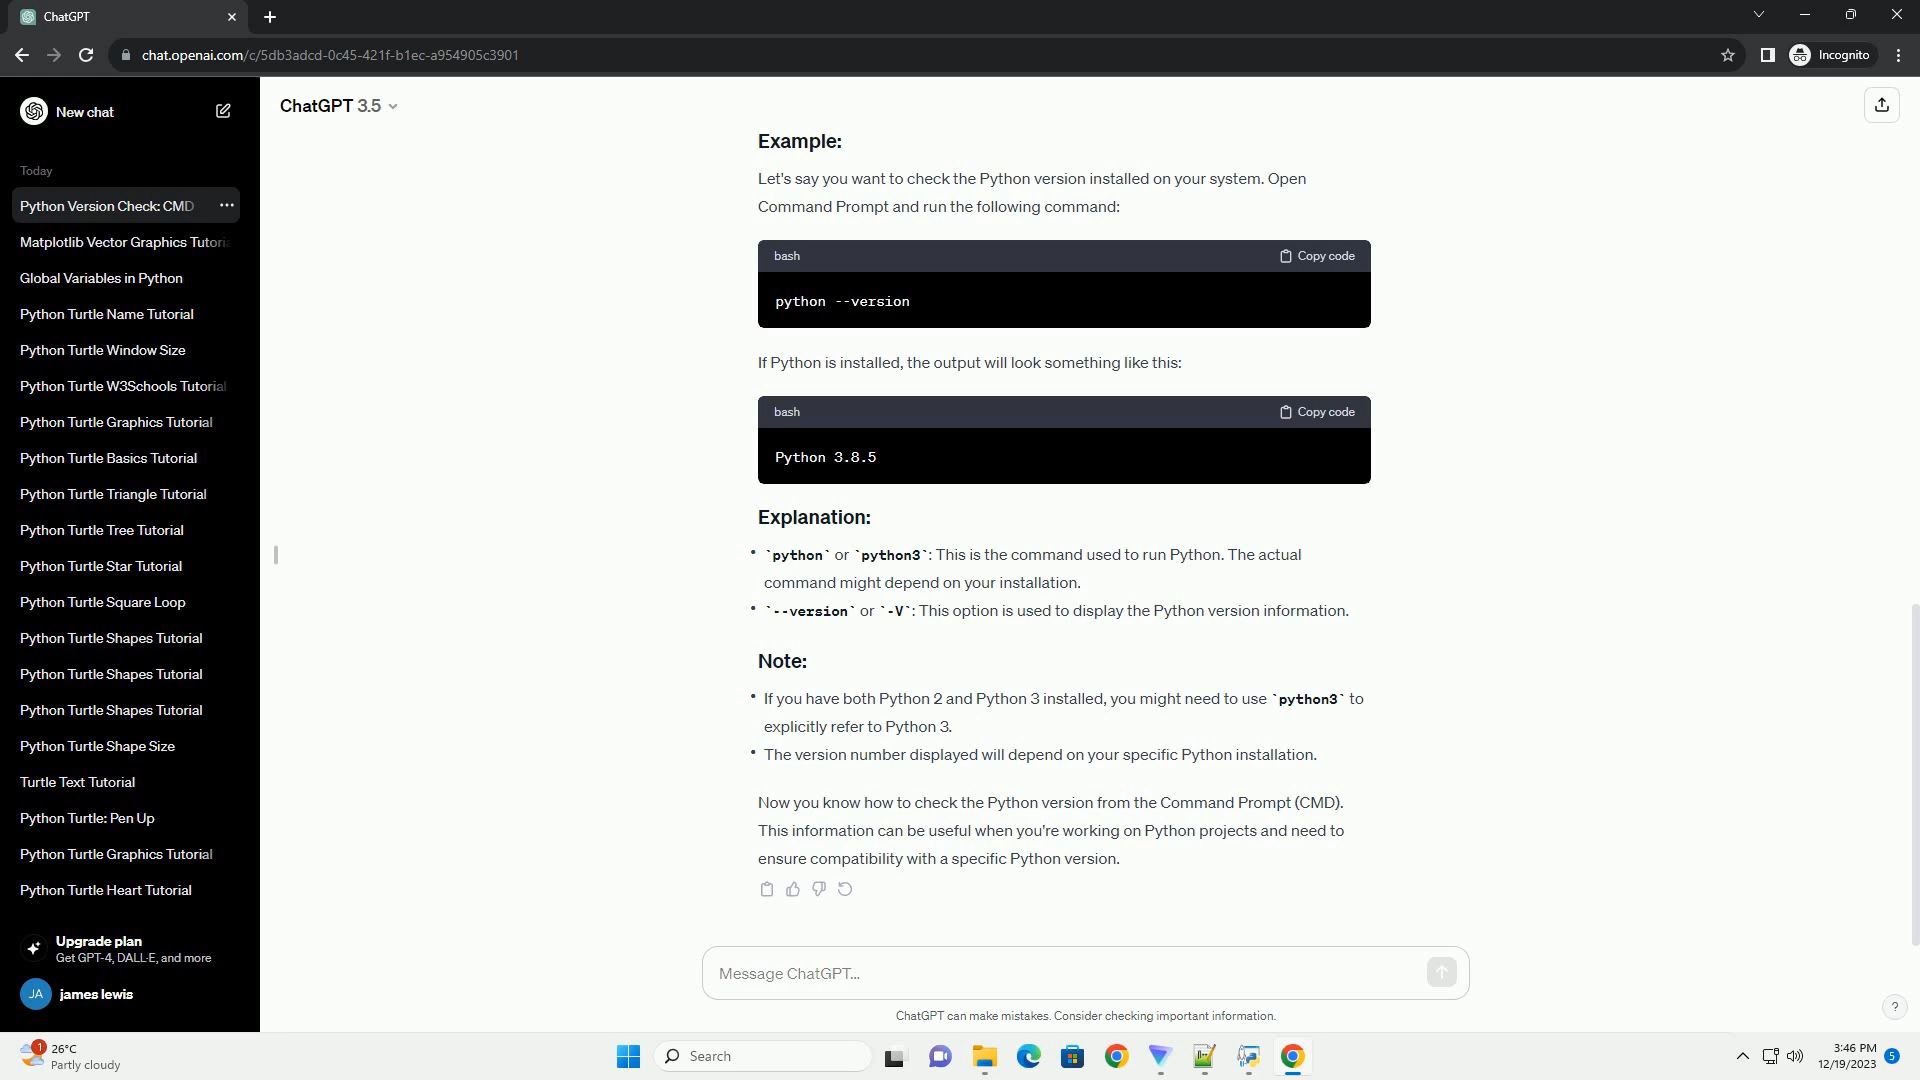 ChatGPT
chat.openai.com/c/5db3adcd-0c45-421f-b1ec-a954905c3901
Incognito
New chat
Today
Python Version Check: CMD
Matplotlib Vector Graphics Tutoria
Global Variables in Python
Python Turtle Name Tutorial
Python Turtle Window Size
Python Turtle W3Schools Tutorial
Python Turtle Graphics Tutorial
Python Turtle Basics Tutorial
Python Turtle Triangle Tutorial
Python Turtle Tree Tutorial
Python Turtle Star Tutorial
Python Turtle Square Loop
Python Turtle Shapes Tutorial
Python Turtle Shapes Tutorial
Python Turtle Shapes Tutorial
Python Turtle Shape Size
Turtle Text Tutorial
Python Turtle: Pen Up
Python Turtle Graphics Tutorial
Python Turtle Heart Tutorial
Upgrade plan
Get GPT-4, DALL·E, and more
JA james lewis
ChatGPT 3.5
Example:
Let's say you want to check the Python version installed on your system. Open
Command Prompt and run the following command:
bash Copy code
python --version
If Python is installed, the output will look something like this:
bash Copy code
Python 3.8.5
Explanation:
• `python` or `python3`: This is the command used to run Python. The actual
command might depend on your installation.
• `--version` or `-V`: This option is used to display the Python version information.
Note:
• If you have both Python 2 and Python 3 installed, you might need to use `python3` to
explicitly refer to Python 3.
• The version number displayed will depend on your specific Python installation.
Now you know how to check the Python version from the Command Prompt (CMD).
This information can be useful when you're working on Python projects and need to
ensure compatibility with a specific Python version.
Message ChatGPT...
ChatGPT can make mistakes. Consider checking important information.
?
1
26°C
Partly cloudy
Search
3:46 PM
12/19/2023
5